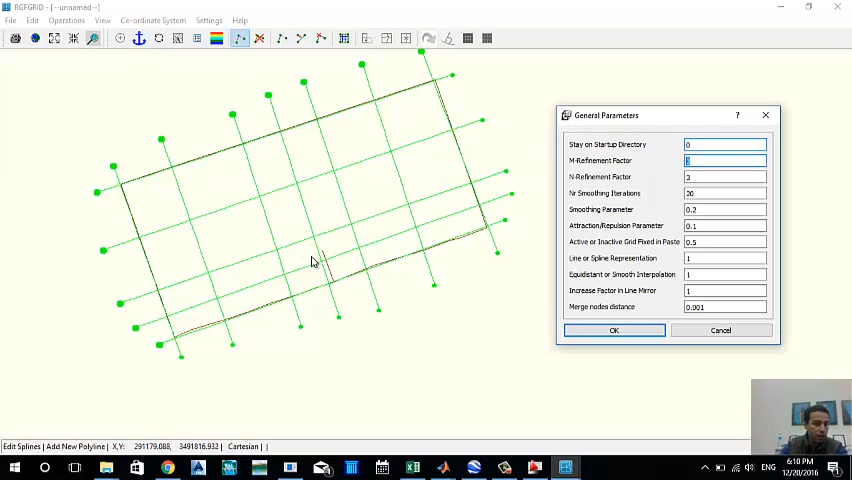 RGFGRID - [--unnamed--]
File Edit Operations View Co-ordinate System Settings Help
General Parameters ?
Stay on Startup Directory 0
M-Refinement Factor 3
N-Refinement Factor 3
Nr Smoothing Iterations 20
Smoothing Parameter 0.2
Attraction/Repulsion Parameter 0.1
Active or Inactive Grid Fixed in Paste 0.5
Line or Spline Representation 1
Equidistant or Smooth Interpolation 1
Increase Factor in Line Mirror 1
Merge nodes distance 0.001
OK Cancel
Edit Splines | Add New Polyline | X,Y: 291179.088 3491816.932 Cartesian | |
ENG 6:10 PM
12/20/2016